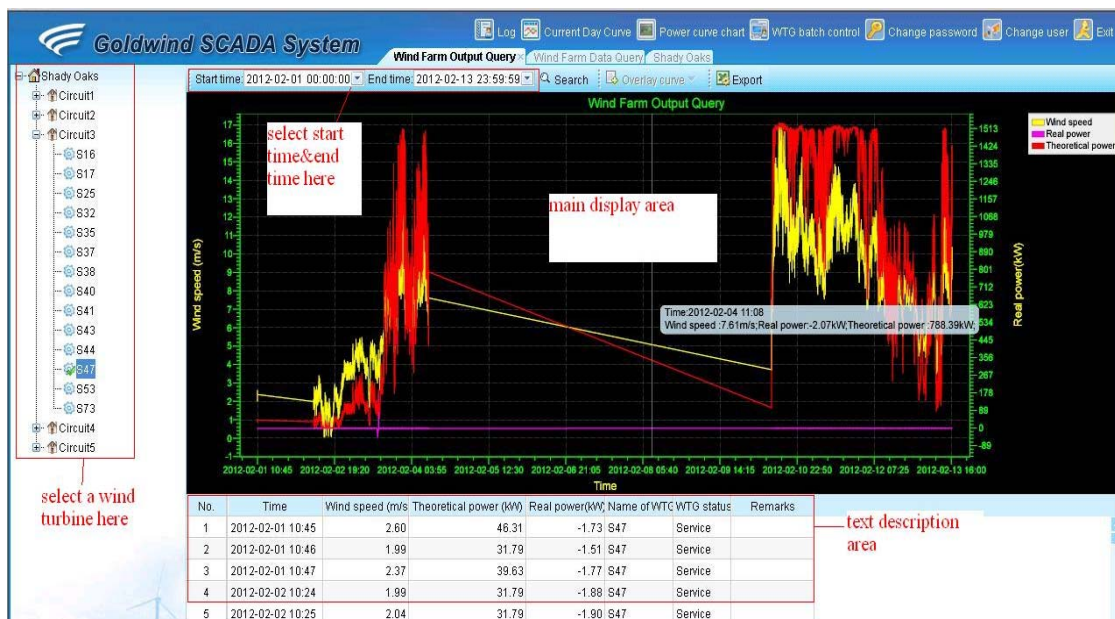 Goldwind SCADA System
Log Current Day Curve Power curve chart WTG batch control Change password Change user Exit
Wind Farm Output Query × Wind Farm Data Query Shady Oaks
Start time: 2012-02-01 00:00:00 End time: 2012-02-13 23:59:59 Search Overlay curve Export
Shady Oaks
Circuit1
Circuit2
Circuit3
S16
S17
S25
S32
S35
S37
S38
S40
S41
S43
S44
S47
S53
S73
Circuit4
Circuit5
select a wind
turbine here
Wind Farm Output Query
select start
time&end
time here
main display area
Wind speed
Real power
Theoretical power
Wind speed (m/s)
17
16
15
14
13
12
11
10
9
8
7
6
5
4
3
2
1
0
-1
1513
1424
1335
1246
1157
1068
979
890
801
712
623
534
445
356
267
178
89
0
-89
Real power(kW)
Time:2012-02-04 11:08
Wind speed :7.61m/s;Real power:-2.07kW;Theoretical power :788.39kW;
2012-02-01 10:45 2012-02-02 19:20 2012-02-04 03:55 2012-02-05 12:30 2012-02-06 21:05 2012-02-08 05:40 2012-02-09 14:15 2012-02-10 22:50 2012-02-12 07:25 2012-02-13 16:00
Time
No. Time Wind speed (m/s Theoretical power (kW) Real power(kW) Name of WTG WTG status Remarks
1 2012-02-01 10:45 2.60 46.31 -1.73 S47 Service
2 2012-02-01 10:46 1.99 31.79 -1.51 S47 Service
3 2012-02-01 10:47 2.37 39.63 -1.77 S47 Service
4 2012-02-02 10:24 1.99 31.79 -1.88 S47 Service
5 2012-02-02 10:25 2.04 31.79 -1.90 S47 Service
text description
area